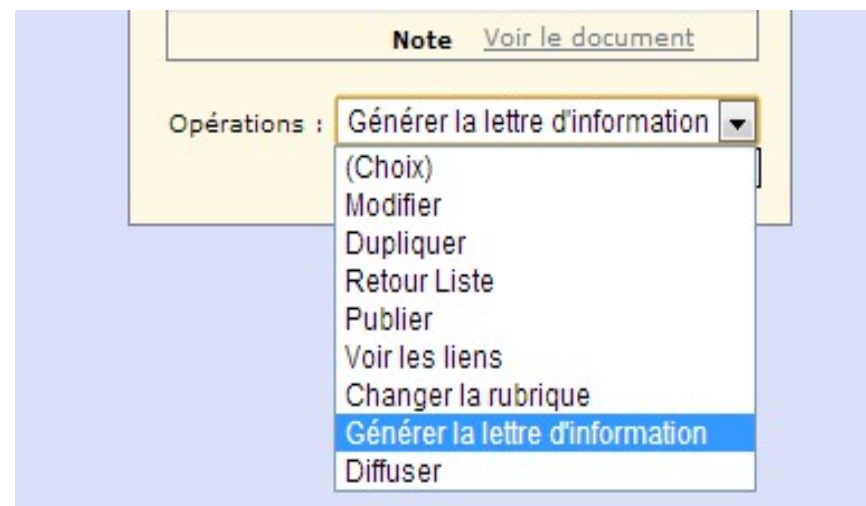 Note Voir le document
Opérations : Générer la lettre d'information
(Choix)
Modifier
Dupliquer
Retour Liste
Publier
Voir les liens
Changer la rubrique
Générer la lettre d'information
Diffuser